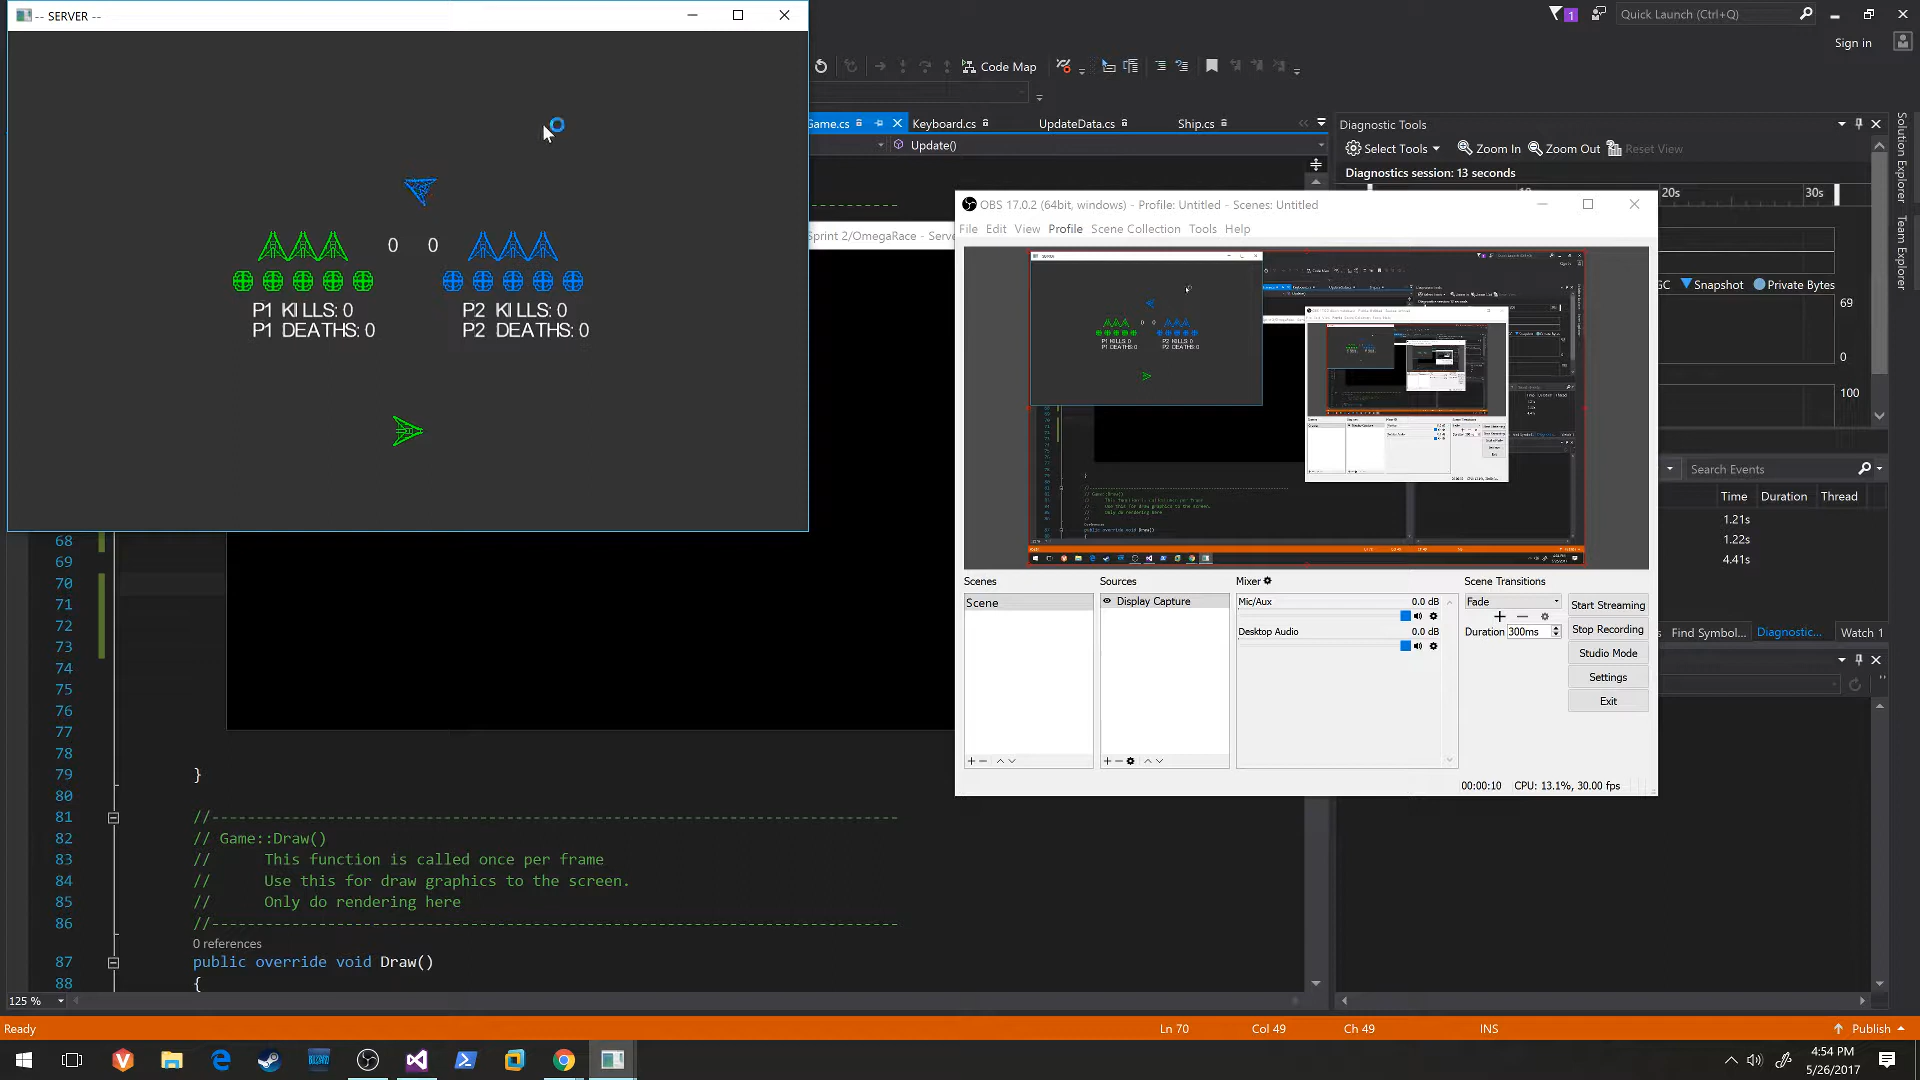 -- SERVER --
0 0
P1 KILLS: 0
P1 DEATHS: 0
P2 KILLS: 0
P2 DEATHS: 0
1
Quick Launch (Ctrl+Q)
Sign in
Code Map
Game.cs
Keyboard.cs
UpdateData.cs
Ship.cs
Update()
Sprint 2/OmegaRace - Serve
Diagnostic Tools
Select Tools
Zoom In
Zoom Out
Reset View
Diagnostics session: 13 seconds
20s
30s
GC
Snapshot
Private Bytes
69
0
100
Search Events
Time Duration Thread
1.21s
1.22s
4.41s
Find Symbol...
Diagnostic...
Watch 1
Solution Explorer
Team Explorer
OBS 17.0.2 (64bit, windows) - Profile: Untitled - Scenes: Untitled
File Edit View Profile Scene Collection Tools Help
Scenes
Scene
Sources
Display Capture
Mixer
Mic/Aux 0.0 dB
Desktop Audio 0.0 dB
Scene Transitions
Fade
Duration 300ms
Start Streaming
Stop Recording
Studio Mode
Settings
Exit
00:00:10 CPU: 13.1%, 30.00 fps
68
69
70
71
72
73
74
75
76
77
78
79 }
80
81 //----------------------------------------------------------------------------
82 // Game::Draw()
83 // This function is called once per frame
84 // Use this for draw graphics to the screen.
85 // Only do rendering here
86 //----------------------------------------------------------------------------
0 references
87 public override void Draw()
88 {
125 %
Ready
Ln 70
Col 49
Ch 49
INS
Publish
4:54 PM
5/26/2017